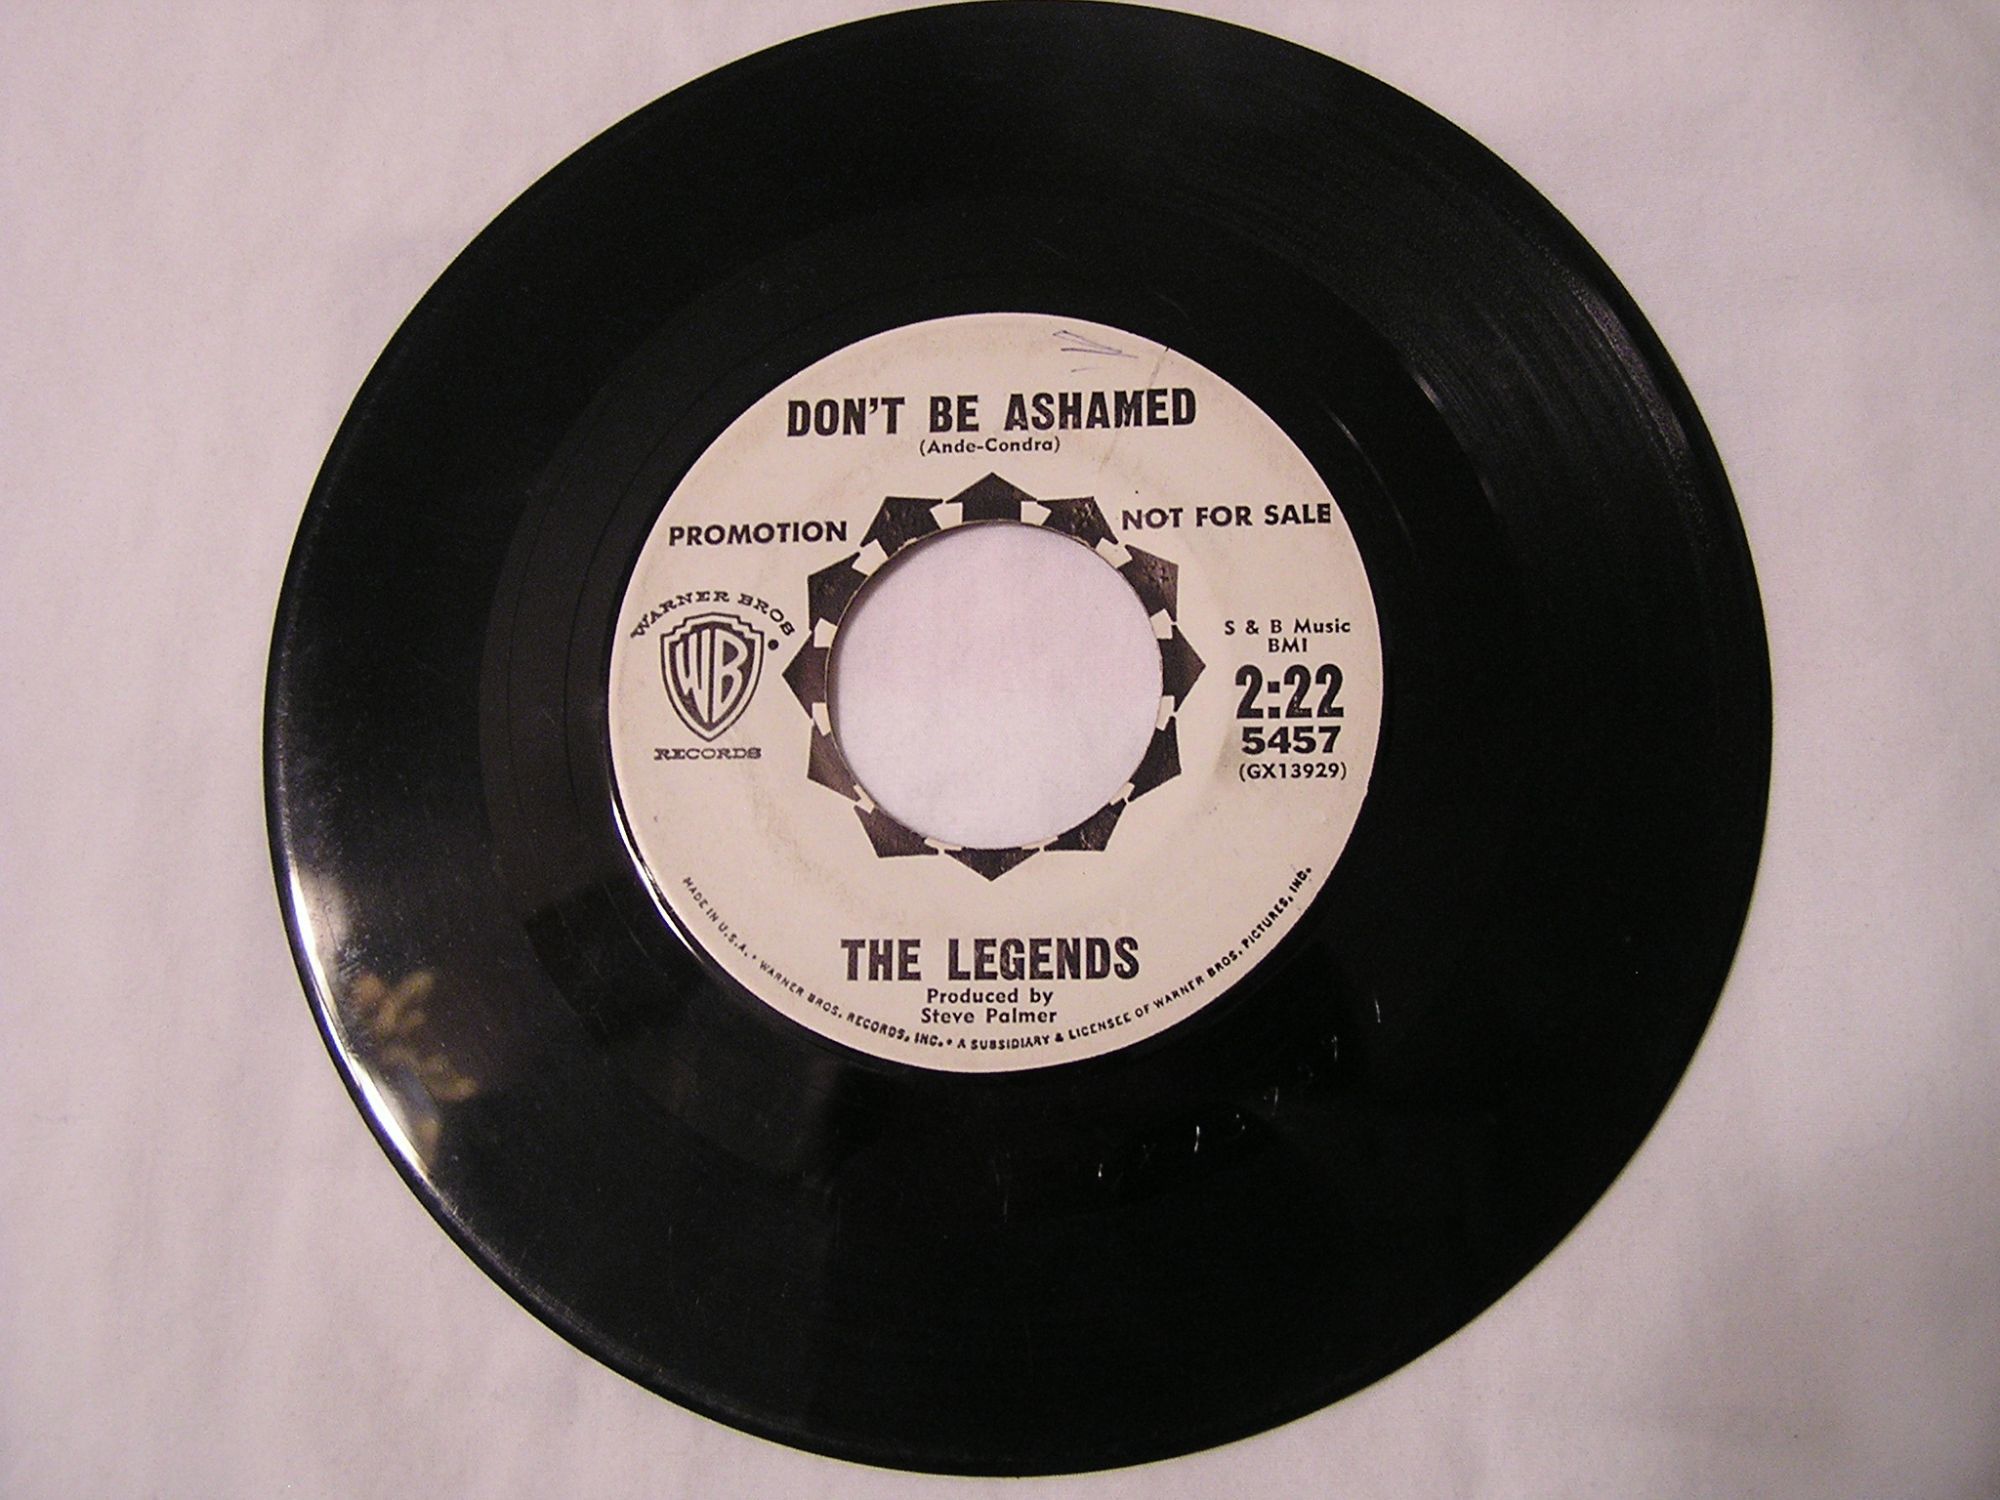 DON'T BE ASHAMED
(Ande-Condra)
PROMOTION
NOT FOR SALE
WARNER BROS
WB
RECORDS
S & B Music
BMI
2:22
5457
(GX13929)
THE LEGENDS
Produced by
Steve Palmer
MADE IN U.S.A. • WARNER BROS. RECORDS, INC. • A SUBSIDIARY & LICENSEE OF WARNER BROS. PICTURES, INC.